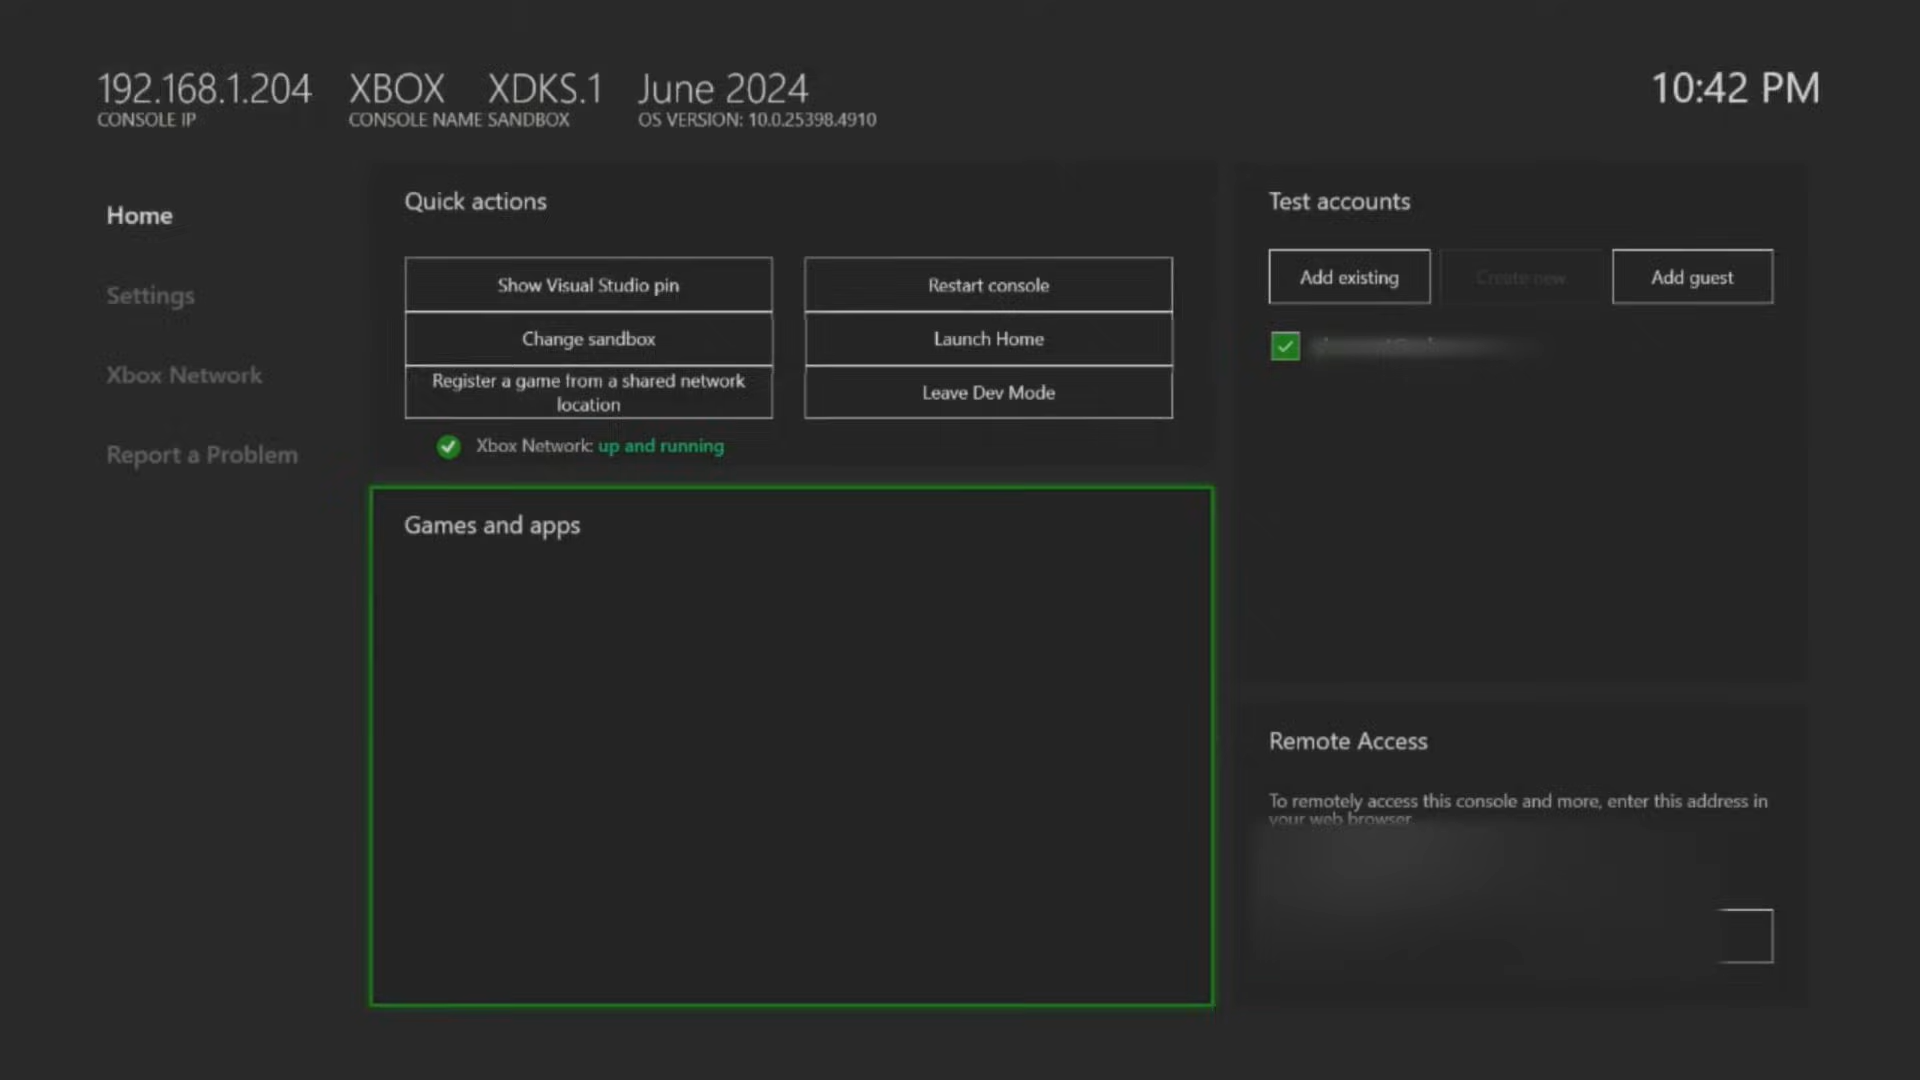 192.168.1.204 XBOX XDKS.1 June 2024 10:42 PM
CONSOLE IP CONSOLE NAME SANDBOX OS VERSION: 10.0.25398.4910
Home
Settings
Xbox Network
Report a Problem
Quick actions
Show Visual Studio pin
Change sandbox
Register a game from a shared network
location
Restart console
Launch Home
Leave Dev Mode
Xbox Network: up and running
Games and apps
Test accounts
Add existing
Create new
Add guest
Remote Access
To remotely access this console and more, enter this address in
your web browser.